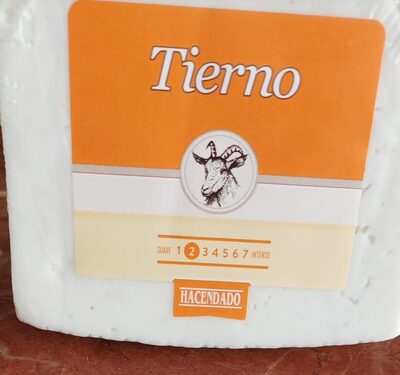 Tierno
SUAVE 1 2 3 4 5 6 7 INTENSO
HACENDADO